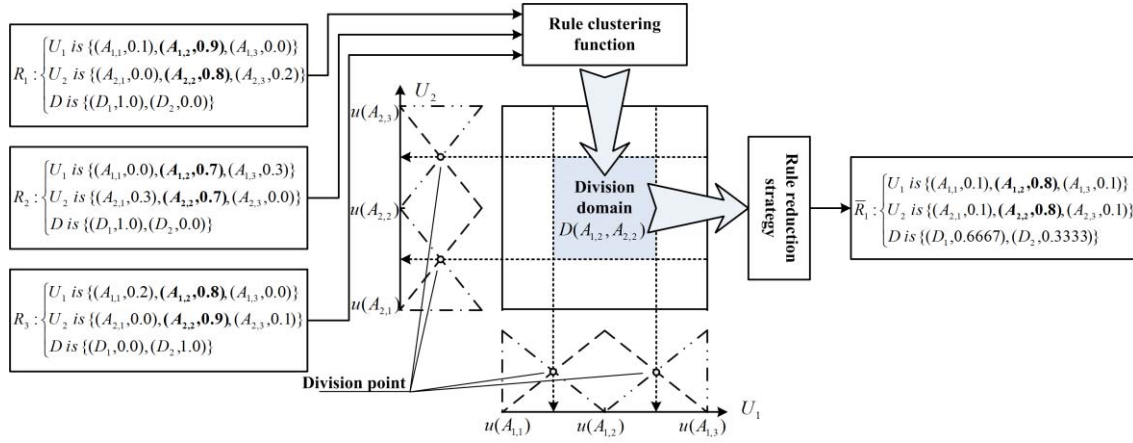 R₁ : { U₁ is {(A₁,₁,0.1),(A₁,₂,0.9),(A₁,₃,0.0)}
U₂ is {(A₂,₁,0.0),(A₂,₂,0.8),(A₂,₃,0.2)}
D is {(D₁,1.0),(D₂,0.0)}
R₂ : { U₁ is {(A₁,₁,0.0),(A₁,₂,0.7),(A₁,₃,0.3)}
U₂ is {(A₂,₁,0.3),(A₂,₂,0.7),(A₂,₃,0.0)}
D is {(D₁,1.0),(D₂,0.0)}
R₃ : { U₁ is {(A₁,₁,0.2),(A₁,₂,0.8),(A₁,₃,0.0)}
U₂ is {(A₂,₁,0.0),(A₂,₂,0.9),(A₂,₃,0.1)}
D is {(D₁,0.0),(D₂,1.0)}
Rule clustering
function
U₂
u(A₂,₃)
u(A₂,₂)
u(A₂,₁)
Division
domain
D(A₁,₂, A₂,₂)
Division point
u(A₁,₁)
u(A₁,₂)
u(A₁,₃)
U₁
Rule reduction
strategy
R̅₁ : { U₁ is {(A₁,₁,0.1),(A₁,₂,0.8),(A₁,₃,0.1)}
U₂ is {(A₂,₁,0.1),(A₂,₂,0.8),(A₂,₃,0.1)}
D is {(D₁,0.6667),(D₂,0.3333)}